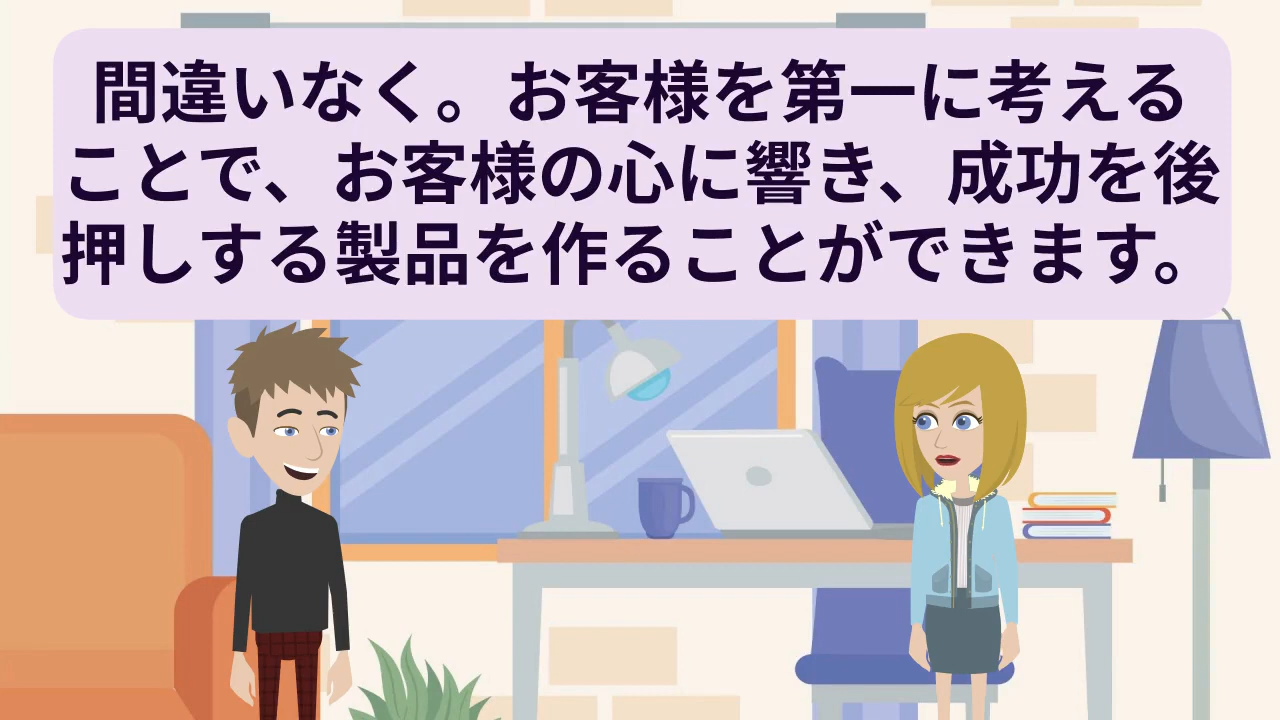 間違いなく。お客様を第一に考える
ことで、お客様の心に響き、成功を後
押しする製品を作ることができます。